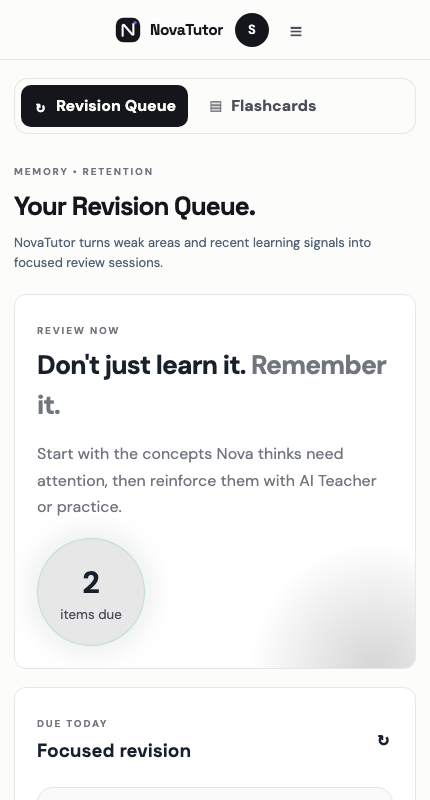 NovaTutor
S
Revision Queue
Flashcards
MEMORY • RETENTION
Your Revision Queue.
NovaTutor turns weak areas and recent learning signals into
focused review sessions.
REVIEW NOW
Don't just learn it. Remember
it.
Start with the concepts Nova thinks need
attention, then reinforce them with AI Teacher
or practice.
2
items due
DUE TODAY
Focused revision